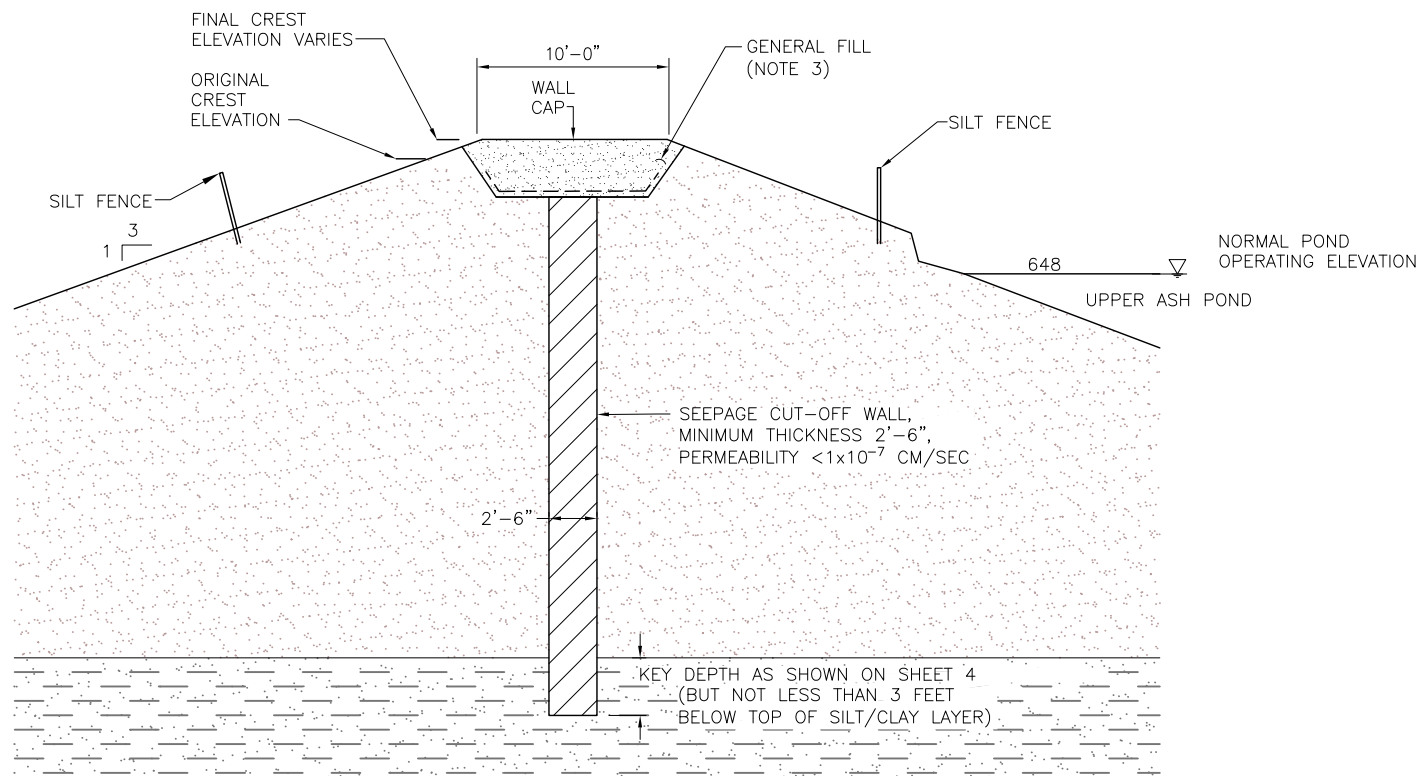 FINAL CREST
ELEVATION VARIES
10'-0"
GENERAL FILL
(NOTE 3)
ORIGINAL
CREST
ELEVATION
WALL
CAP
SILT FENCE
SILT FENCE
3
1
648
NORMAL POND
OPERATING ELEVATION
UPPER ASH POND
SEEPAGE CUT-OFF WALL,
MINIMUM THICKNESS 2'-6",
PERMEABILITY <1x10⁻⁷ CM/SEC
2'-6"
KEY DEPTH AS SHOWN ON SHEET 4
(BUT NOT LESS THAN 3 FEET
BELOW TOP OF SILT/CLAY LAYER)